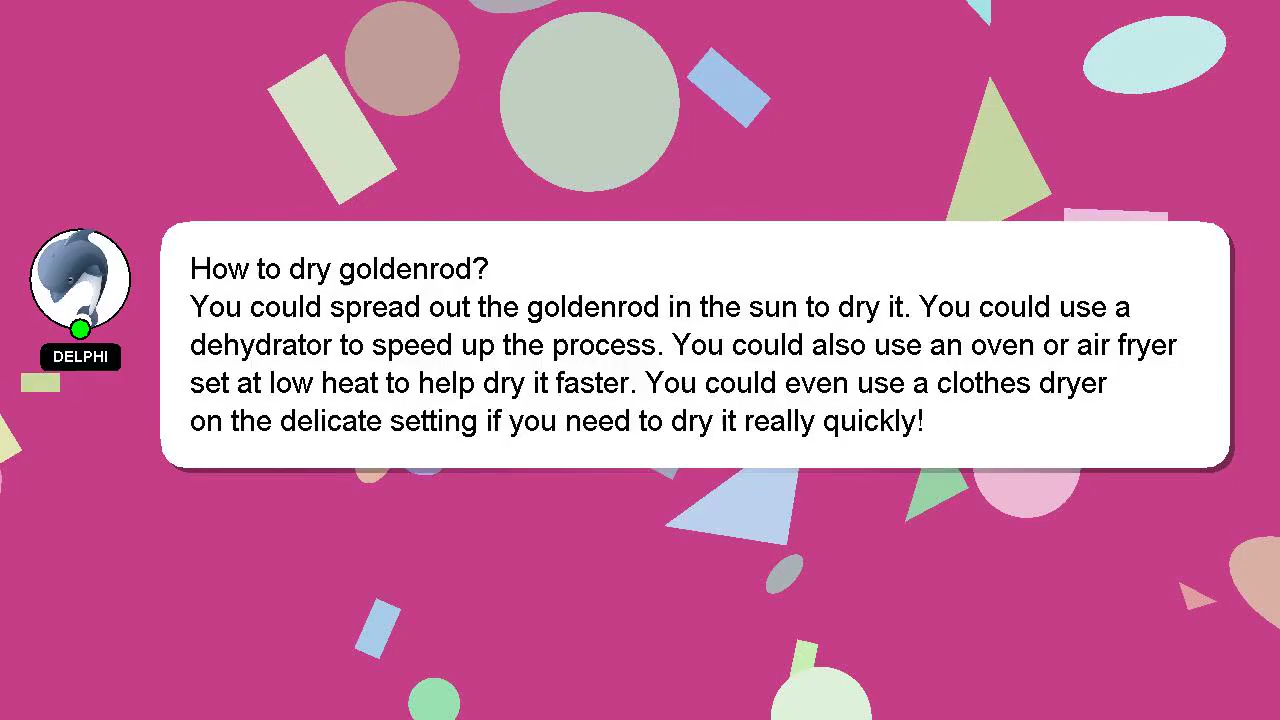 How to dry goldenrod?
You could spread out the goldenrod in the sun to dry it. You could use a
dehydrator to speed up the process. You could also use an oven or air fryer
set at low heat to help dry it faster. You could even use a clothes dryer
on the delicate setting if you need to dry it really quickly!
DELPHI